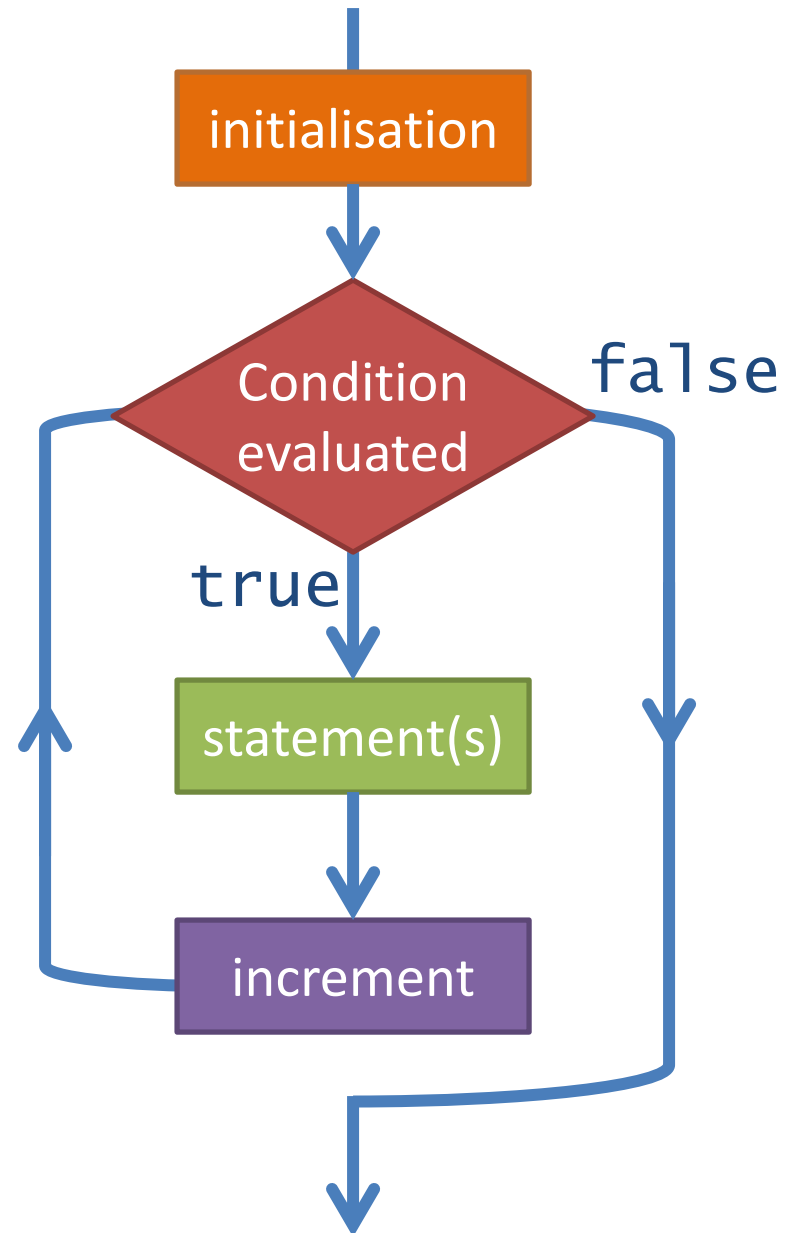 initialisation
Condition
evaluated
false
true
statement(s)
increment